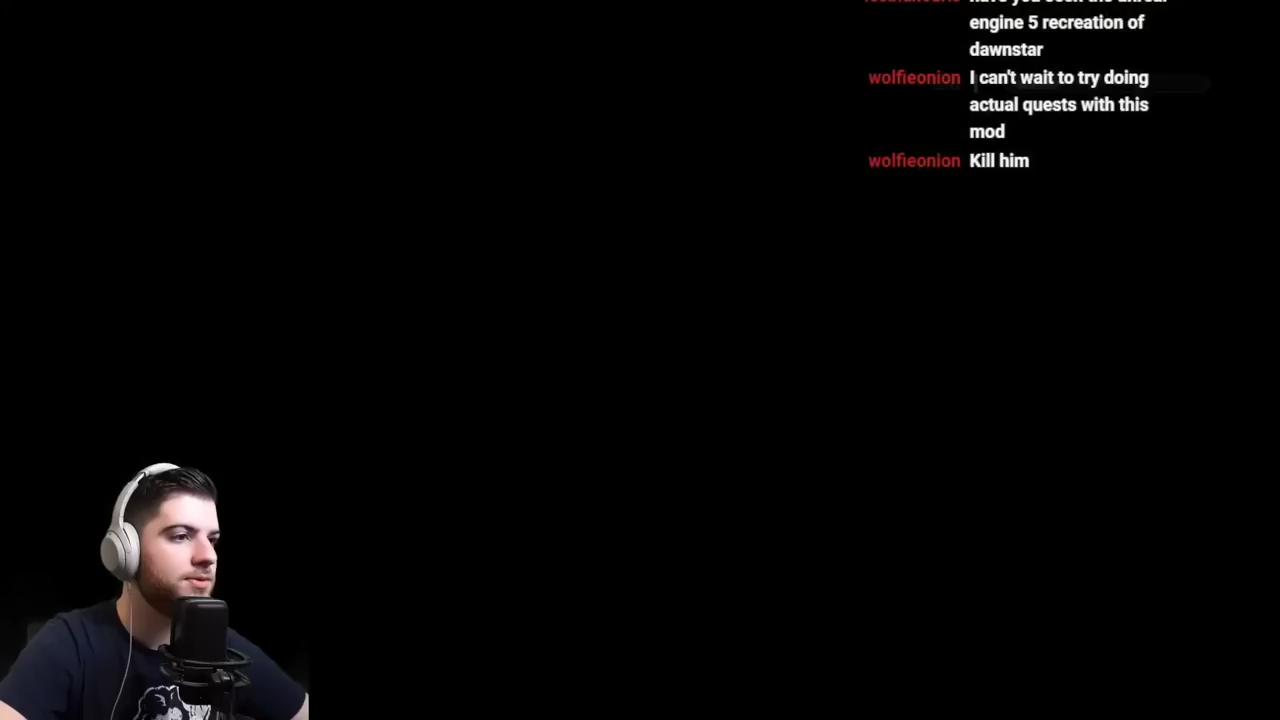 engine 5 recreation of
dawnstar
wolfieonion I can't wait to try doing
actual quests with this
mod
wolfieonion Kill him